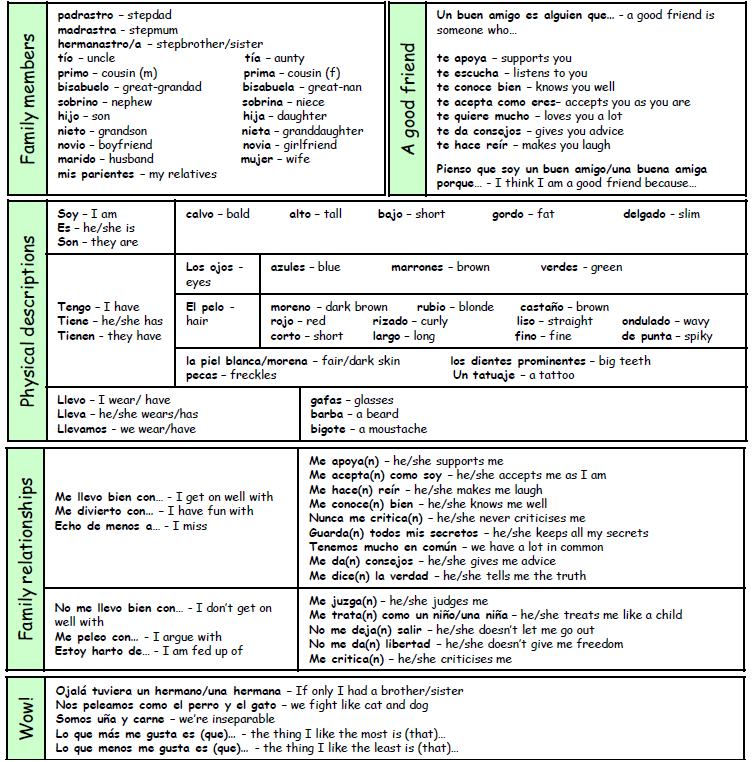 Family members
padrastro – stepdad
madrastra – stepmum
hermanastro/a – stepbrother/sister
tío – uncle tía – aunty
primo – cousin (m) prima – cousin (f)
bisabuelo – great-grandad bisabuela – great-nan
sobrino – nephew sobrina – niece
hijo – son hija – daughter
nieto – grandson nieta – granddaughter
novio – boyfriend novia – girlfriend
marido – husband mujer – wife
mis parientes – my relatives
A good friend
Un buen amigo es alguien que… - a good friend is
someone who…
te apoya – supports you
te escucha – listens to you
te conoce bien – knows you well
te acepta como eres– accepts you as you are
te quiere mucho – loves you a lot
te da consejos – gives you advice
te hace reír – makes you laugh
Pienso que soy un buen amigo/una buena amiga
porque… - I think I am a good friend because…
Physical descriptions
Soy – I am
Es – he/she is
Son – they are
calvo – bald alto – tall bajo – short gordo – fat delgado – slim
Tengo – I have
Tiene – he/she has
Tienen – they have
Los ojos -
eyes
azules – blue marrones – brown verdes – green
El pelo -
hair
moreno – dark brown rubio – blonde castaño – brown
rojo – red rizado – curly liso – straight ondulado – wavy
corto – short largo – long fino – fine de punta – spiky
la piel blanca/morena – fair/dark skin los dientes prominentes – big teeth
pecas – freckles Un tatuaje – a tattoo
Llevo – I wear/ have
Lleva – he/she wears/has
Llevamos – we wear/have
gafas – glasses
barba – a beard
bigote – a moustache
Family relationships
Me llevo bien con… - I get on well with
Me divierto con… - I have fun with
Echo de menos a… - I miss
Me apoya(n) – he/she supports me
Me acepta(n) como soy – he/she accepts me as I am
Me hace(n) reír – he/she makes me laugh
Me conoce(n) bien – he/she knows me well
Nunca me critica(n) – he/she never criticises me
Guarda(n) todos mis secretos – he/she keeps all my secrets
Tenemos mucho en común – we have a lot in common
Me da(n) consejos – he/she gives me advice
Me dice(n) la verdad – he/she tells me the truth
No me llevo bien con… - I don't get on
well with
Me peleo con… - I argue with
Estoy harto de… - I am fed up of
Me juzga(n) – he/she judges me
Me trata(n) como un niño/una niña – he/she treats me like a child
No me deja(n) salir – he/she doesn't let me go out
No me da(n) libertad – he/she doesn't give me freedom
Me critica(n) – he/she criticises me
Wow!
Ojalá tuviera un hermano/una hermana – If only I had a brother/sister
Nos peleamos como el perro y el gato – we fight like cat and dog
Somos uña y carne – we're inseparable
Lo que más me gusta es (que)… - the thing I like the most is (that)…
Lo que menos me gusta es (que)… - the thing I like the least is (that)…